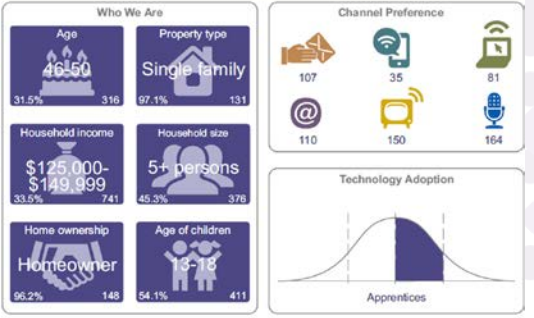 Who We Are
Age
46-50
31.5% 316
Property type
Single family
97.1% 131
Household income
$125,000-
$149,999
33.5% 741
Household size
5+ persons
45.3% 376
Home ownership
Homeowner
96.2% 148
Age of children
13-18
54.1% 411
Channel Preference
107 35 81
@
110 150 164
Technology Adoption
Apprentices